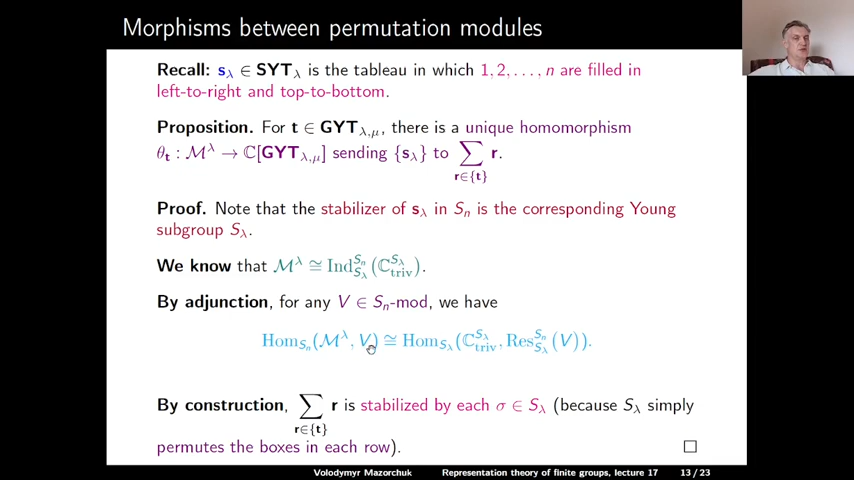 Morphisms between permutation modules
Recall: s_λ ∈ SYT_λ is the tableau in which 1, 2, . . . , n are filled in
left-to-right and top-to-bottom.
Proposition. For t ∈ GYT_{λ,μ}, there is a unique homomorphism
θ_t : M^λ → ℂ[GYT_{λ,μ}] sending {s_λ} to ∑_{r∈{t}} r.
Proof. Note that the stabilizer of s_λ in S_n is the corresponding Young
subgroup S_λ.
We know that M^λ ≅ Ind_{S_λ}^{S_n}(ℂ_{triv}^{S_λ}).
By adjunction, for any V ∈ S_n-mod, we have
Hom_{S_n}(M^λ, V) ≅ Hom_{S_λ}(ℂ_{triv}^{S_λ}, Res_{S_λ}^{S_n}(V)).
By construction, ∑_{r∈{t}} r is stabilized by each σ ∈ S_λ (because S_λ simply
permutes the boxes in each row). □
Volodymyr Mazorchuk Representation theory of finite groups, lecture 17 13 / 23